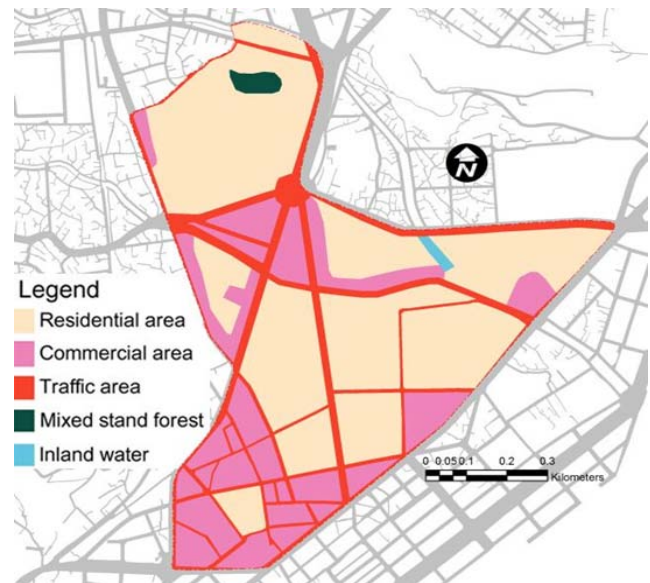 N
Legend
Residential area
Commercial area
Traffic area
Mixed stand forest
Inland water
0 0.05 0.1 0.2 0.3
Kilometers